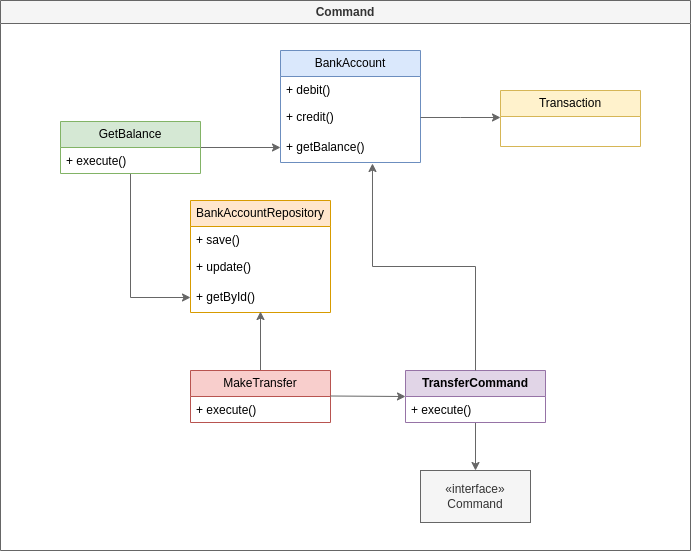 Command
BankAccount
+ debit()
+ credit()
+ getBalance()
Transaction
GetBalance
+ execute()
BankAccountRepository
+ save()
+ update()
+ getById()
MakeTransfer
+ execute()
TransferCommand
+ execute()
«interface»
Command